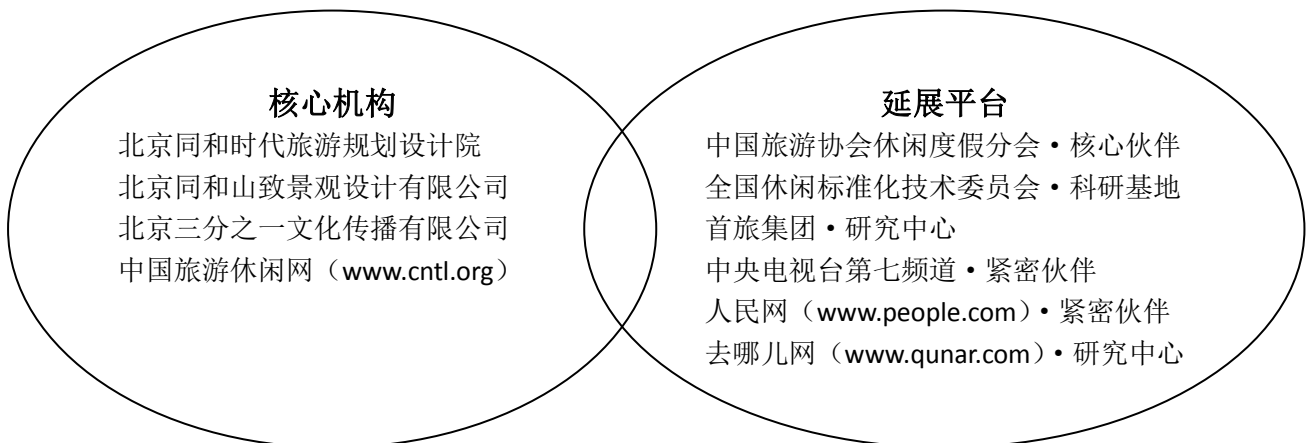 核心机构
北京同和时代旅游规划设计院
北京同和山致景观设计有限公司
北京三分之一文化传播有限公司
中国旅游休闲网（www.cntl.org）
延展平台
中国旅游协会休闲度假分会•核心伙伴
全国休闲标准化技术委员会•科研基地
首旅集团•研究中心
中央电视台第七频道•紧密伙伴
人民网（www.people.com）•紧密伙伴
去哪儿网（www.qunar.com）•研究中心